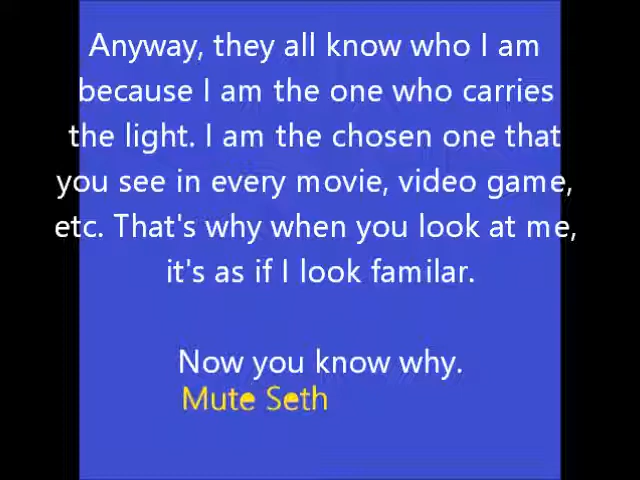 Anyway, they all know who I am
because I am the one who carries
the light. I am the chosen one that
you see in every movie, video game,
etc. That's why when you look at me,
it's as if I look familar.
Now you know why.
Mute Seth